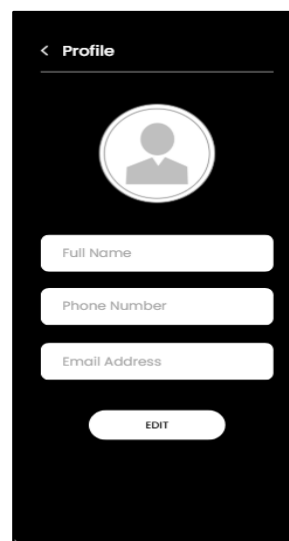 Profile
Full Name
Phone Number
Email Address
EDIT